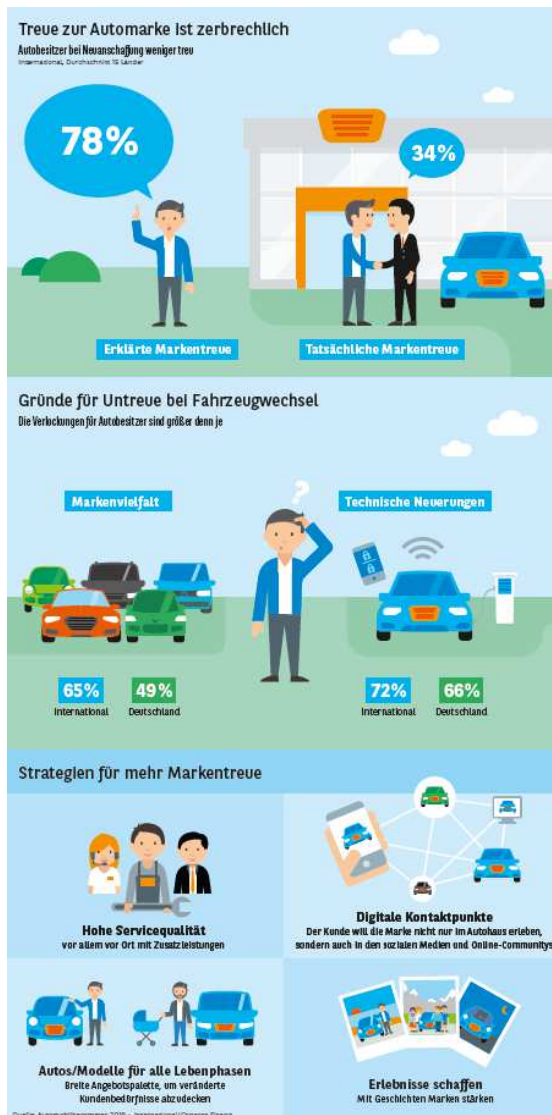 Treue zur Automarke ist zerbrechlich
Autobesitzer bei Neuanschaffung weniger treu
International, Durchschnitt 15 Länder
78%
34%
Erklärte Markentreue
Tatsächliche Markentreue
Gründe für Untreue bei Fahrzeugwechsel
Die Verlockungen für Autobesitzer sind größer denn je
?
Markenvielfalt
Technische Neuerungen
65%
49%
72%
66%
International
Deutschland
International
Deutschland
Strategien für mehr Markentreue
Hohe Servicequalität
vor allem vor Ort mit Zusatzleistungen
Digitale Kontaktpunkte
Der Kunde will die Marke nicht nur im Autohaus erleben,
sondern auch in den sozialen Medien und Online-Communitys
Autos/Modelle für alle Lebenphasen
Breite Angebotspalette, um veränderte
Kundenbedürfnisse abzudecken
Erlebnisse schaffen
Mit Geschichten Marken stärken